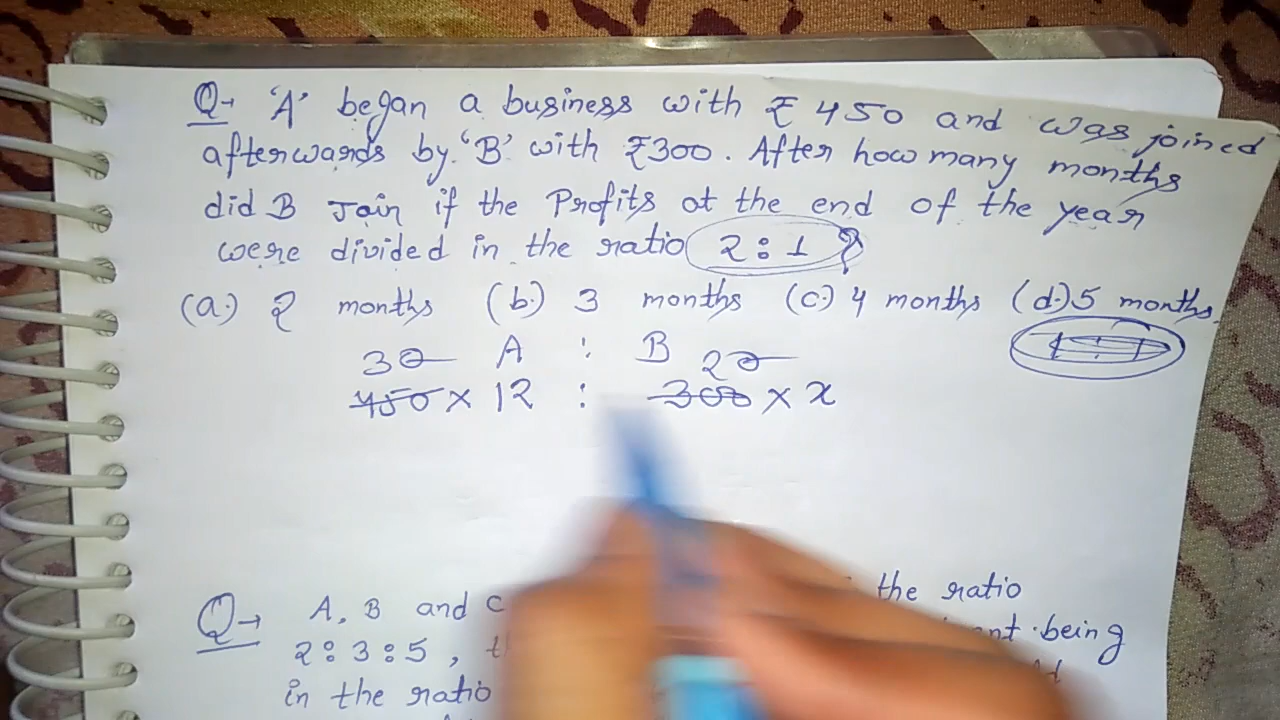 Q→ 'A' began a business with ₹ 450 and was joined
afterwards by 'B' with ₹300. After how many months
did B Join if the Profits at the end of the year
were divided in the ratio 2:1?
(a.) 2 months (b.) 3 months (c.) 4 months (d.) 5 months.
30 A : B 20
450 × 12 : 300 × x
Q→ A, B and C the ratio
2:3:5, being
in the ratio